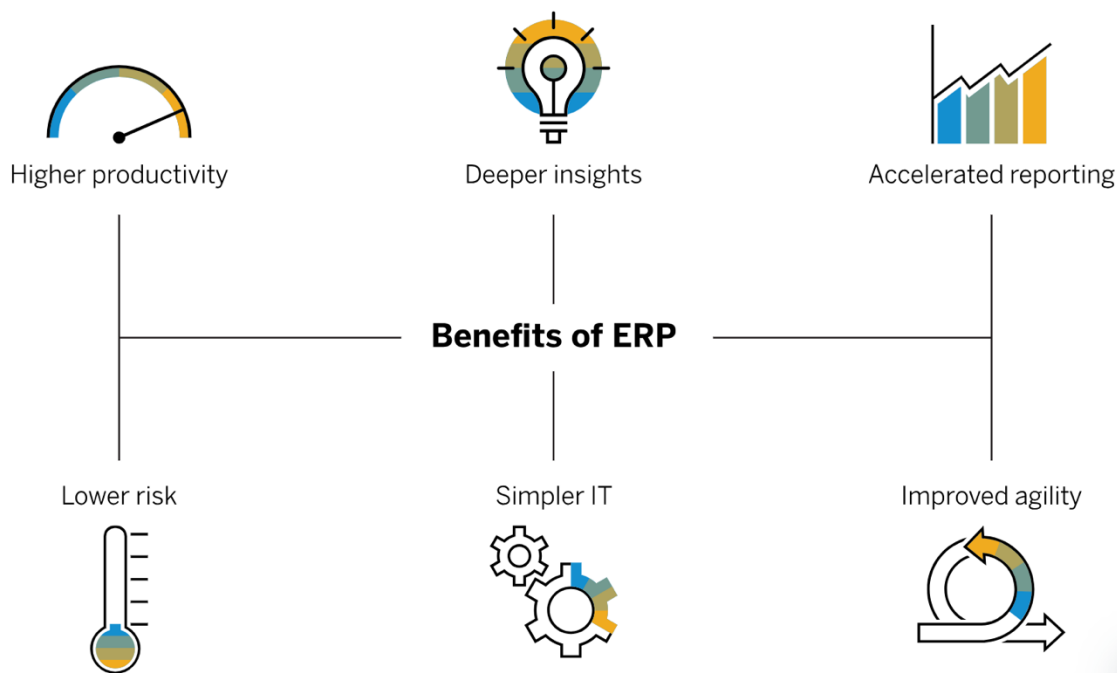 Higher productivity
Deeper insights
Accelerated reporting
Benefits of ERP
Lower risk
Simpler IT
Improved agility